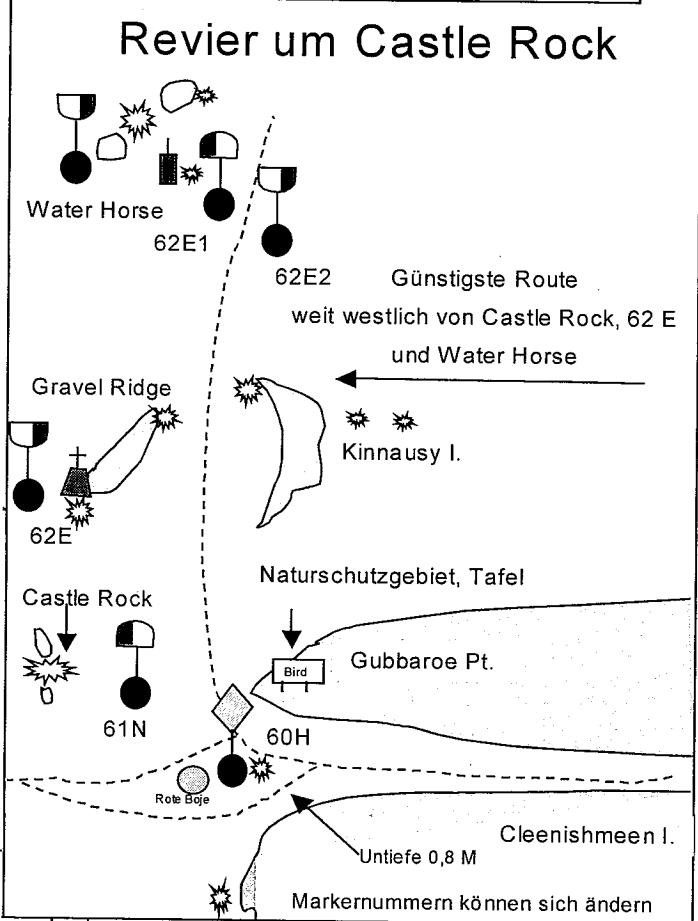 Revier um Castle Rock
Water Horse
62E1
62E2
Günstigste Route
weit westlich von Castle Rock, 62 E
und Water Horse
Gravel Ridge
Kinnausy I.
62E
Naturschutzgebiet, Tafel
Castle Rock
Bird
Gubbaroe Pt.
61N
60H
Rote Boje
Cleenishmeen I.
Untiefe 0,8 M
Markernummern können sich ändern